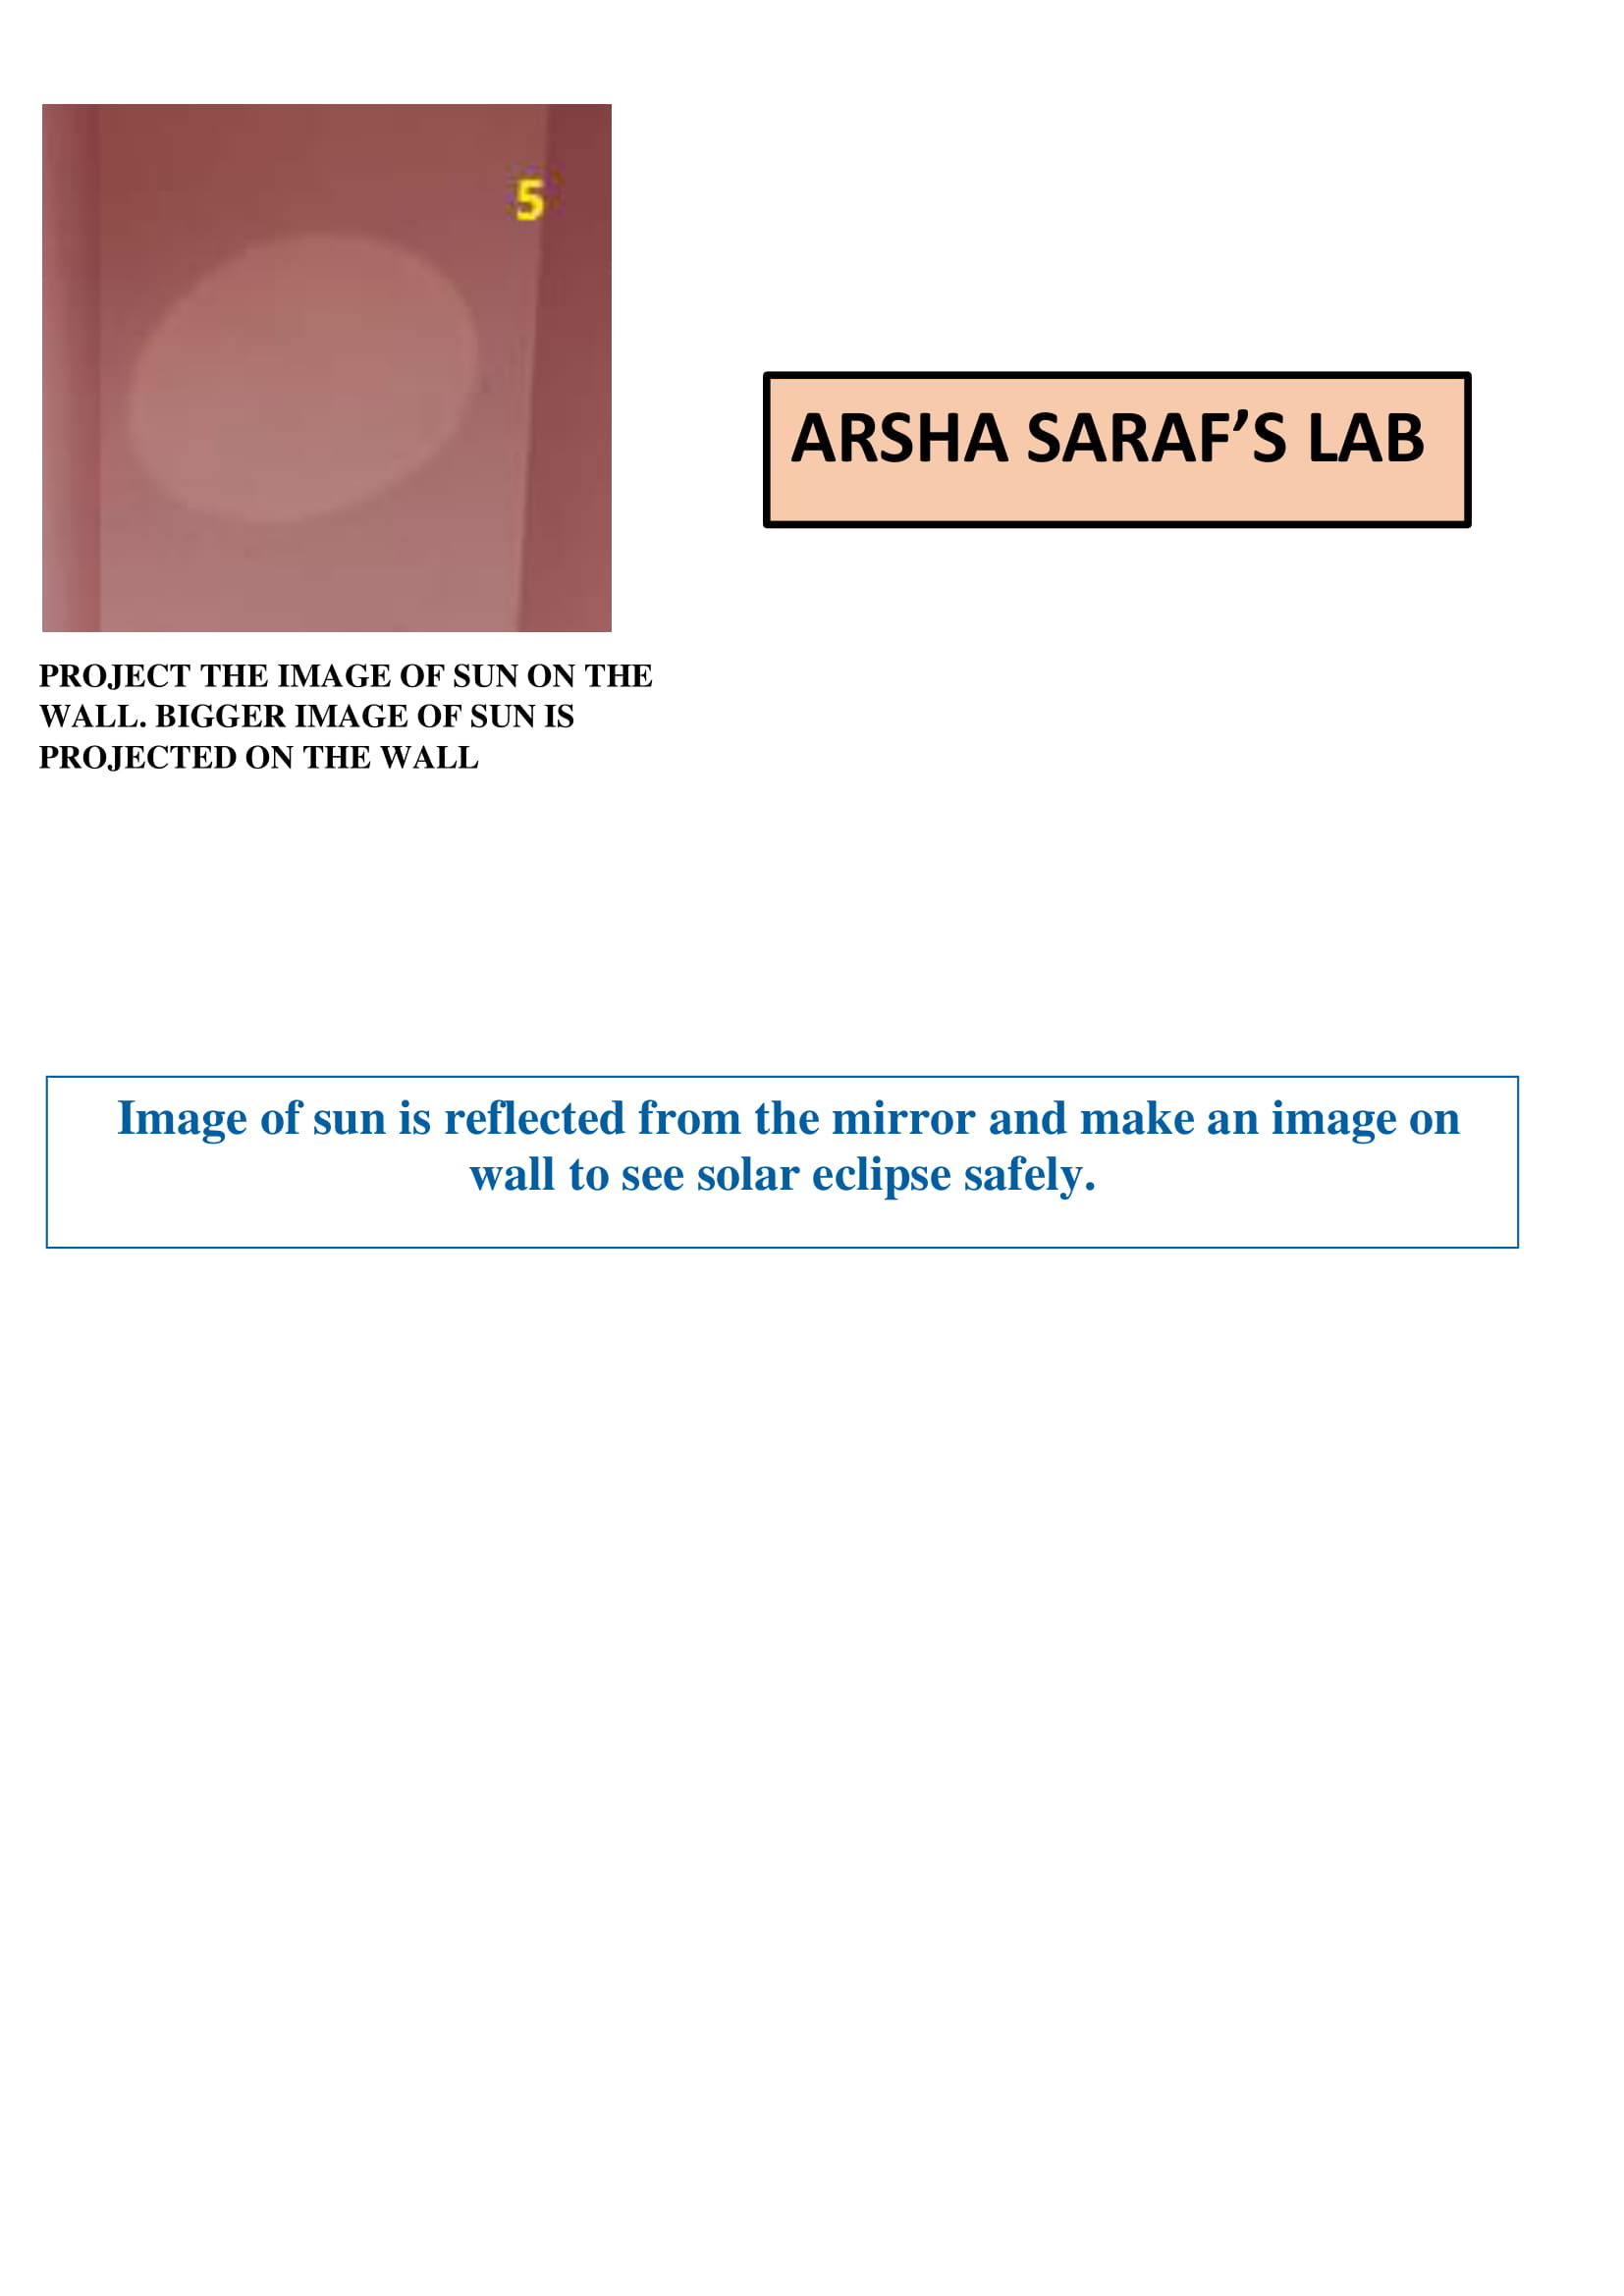 5
ARSHA SARAF’S LAB
PROJECT THE IMAGE OF SUN ON THE
WALL. BIGGER IMAGE OF SUN IS
PROJECTED ON THE WALL
Image of sun is reflected from the mirror and make an image on
wall to see solar eclipse safely.